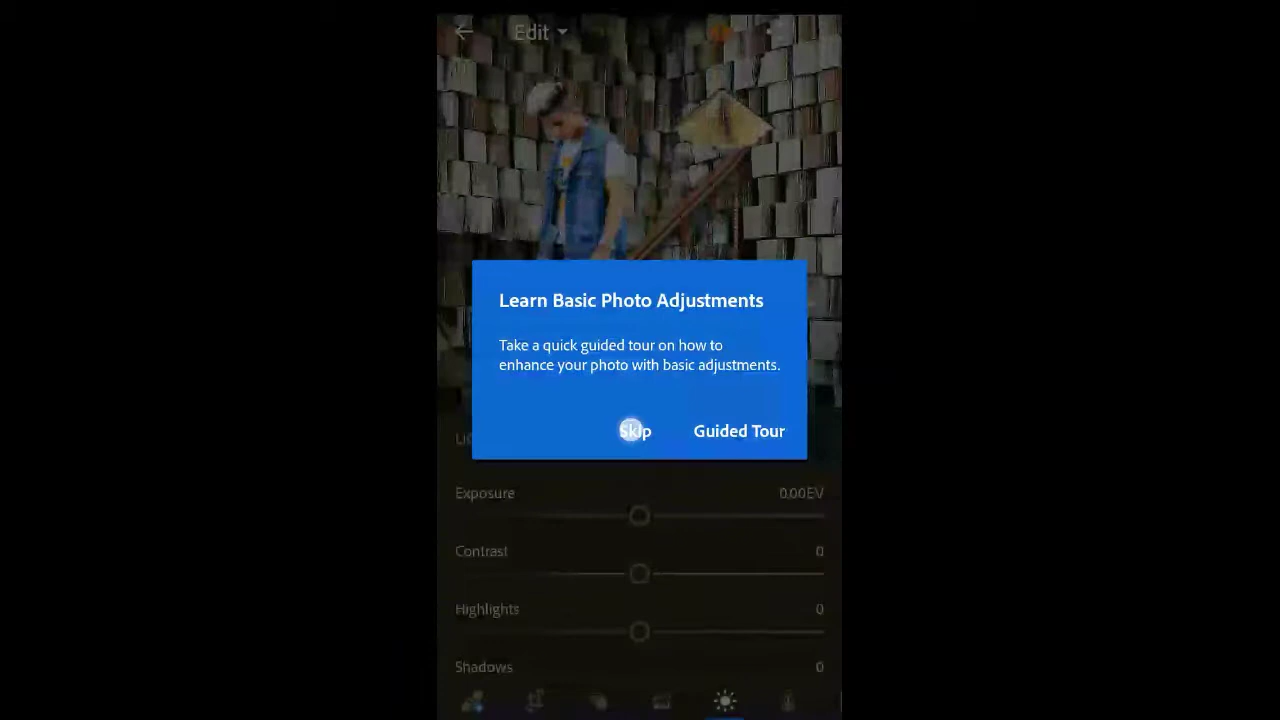 Edit
Learn Basic Photo Adjustments
Take a quick guided tour on how to
enhance your photo with basic adjustments.
Skip Guided Tour
Exposure 0.00EV
Contrast 0
Highlights 0
Shadows 0